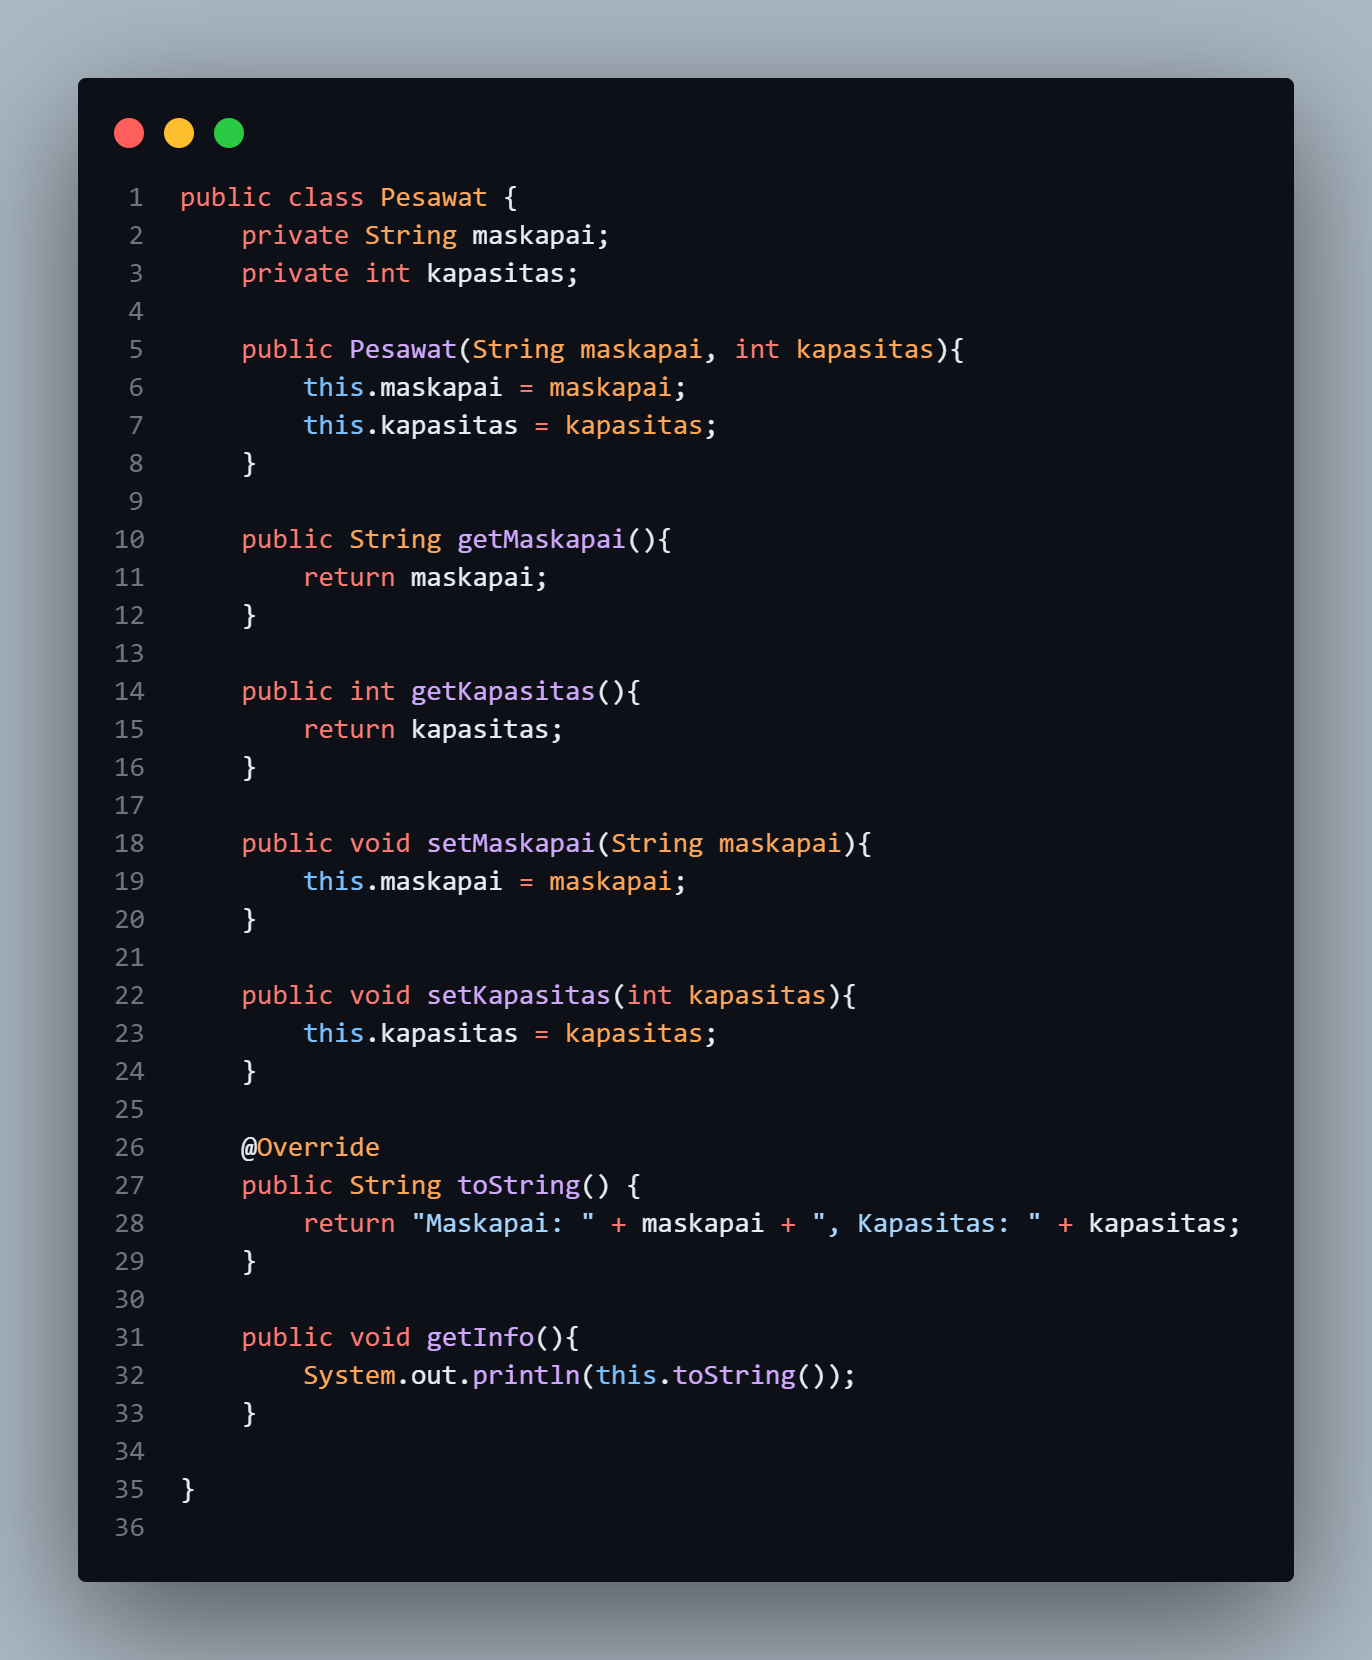 1 public class Pesawat {
2     private String maskapai;
3     private int kapasitas;
4
5     public Pesawat(String maskapai, int kapasitas){
6         this.maskapai = maskapai;
7         this.kapasitas = kapasitas;
8     }
9
10     public String getMaskapai(){
11         return maskapai;
12     }
13
14     public int getKapasitas(){
15         return kapasitas;
16     }
17
18     public void setMaskapai(String maskapai){
19         this.maskapai = maskapai;
20     }
21
22     public void setKapasitas(int kapasitas){
23         this.kapasitas = kapasitas;
24     }
25
26     @Override
27     public String toString() {
28         return "Maskapai: " + maskapai + ", Kapasitas: " + kapasitas;
29     }
30
31     public void getInfo(){
32         System.out.println(this.toString());
33     }
34
35 }
36